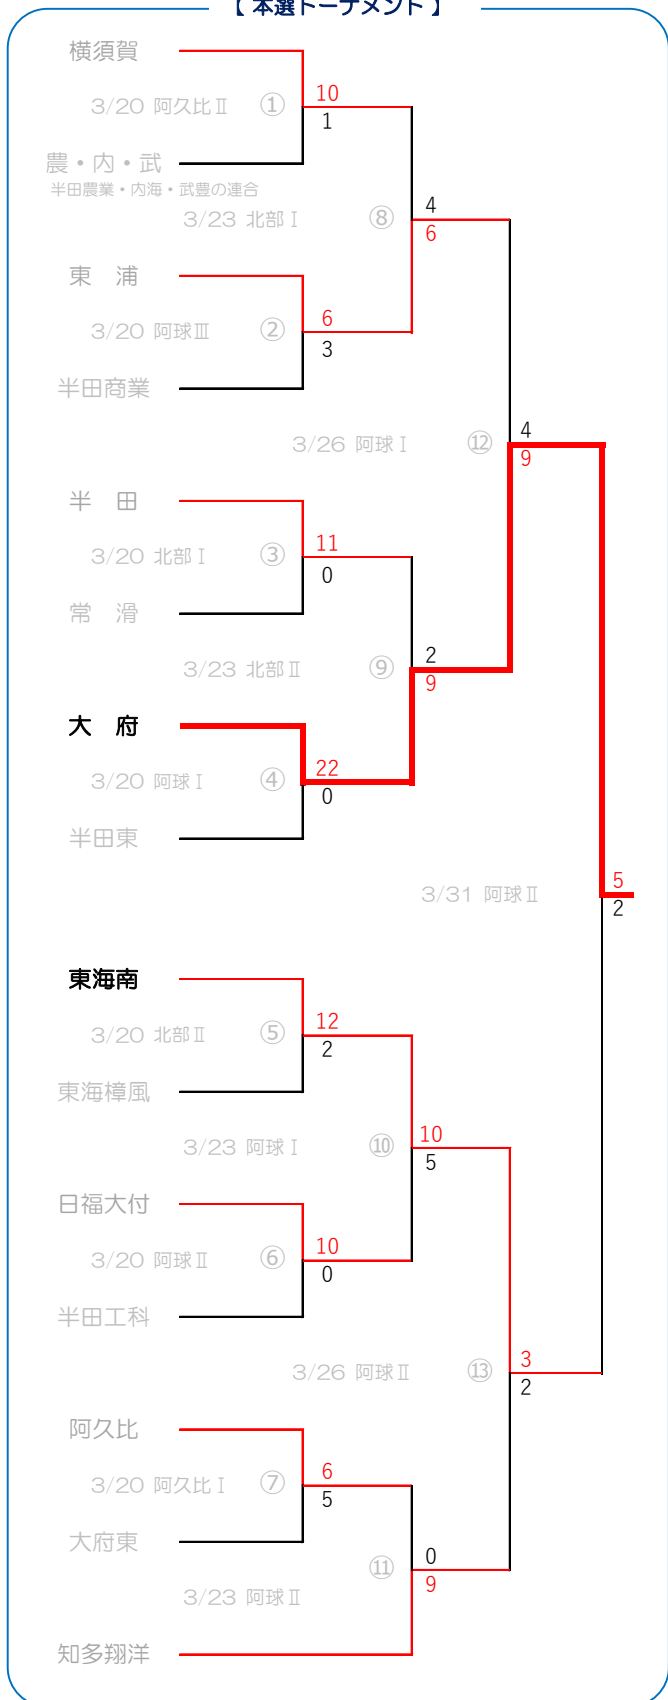 【 本選トーナメント 】
横須賀
3/20 阿久比Ⅱ ①
10
1
農・内・武
半田農業・内海・武豊の連合
3/23 北部Ⅰ ⑧
4
6
東　浦
3/20 阿球Ⅲ ②
6
3
半田商業
3/26 阿球Ⅰ ⑫
4
9
半　田
3/20 北部Ⅰ ③
11
0
常　滑
3/23 北部Ⅱ ⑨
2
9
大　府
3/20 阿球Ⅰ ④
22
0
半田東
3/31 阿球Ⅱ
5
2
東海南
3/20 北部Ⅱ ⑤
12
2
東海樟風
3/23 阿球Ⅰ ⑩
10
5
日福大付
3/20 阿球Ⅱ ⑥
10
0
半田工科
3/26 阿球Ⅱ ⑬
3
2
阿久比
3/20 阿久比Ⅰ ⑦
6
5
大府東
3/23 阿球Ⅱ ⑪
0
9
知多翔洋